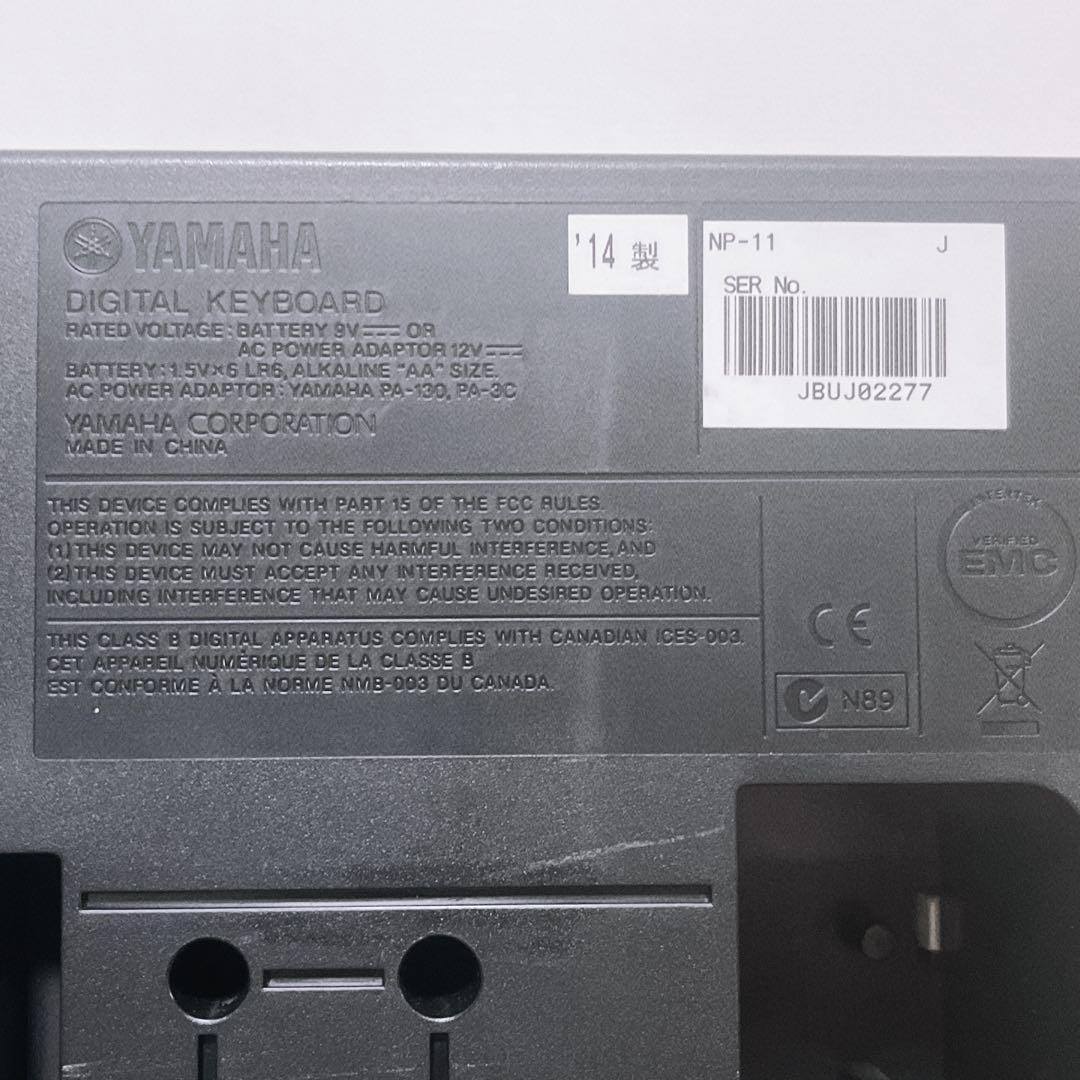 YAMAHA
DIGITAL KEYBOARD
RATED VOLTAGE: BATTERY 9V⎓ OR
AC POWER ADAPTOR 12V⎓
BATTERY: 1.5V×6 LR6, ALKALINE "AA" SIZE.
AC POWER ADAPTOR: YAMAHA PA-130, PA-3C
YAMAHA CORPORATION
MADE IN CHINA
'14 製
NP-11 J
SER No.
JBUJ02277
THIS DEVICE COMPLIES WITH PART 15 OF THE FCC RULES.
OPERATION IS SUBJECT TO THE FOLLOWING TWO CONDITIONS:
(1) THIS DEVICE MAY NOT CAUSE HARMFUL INTERFERENCE, AND
(2) THIS DEVICE MUST ACCEPT ANY INTERFERENCE RECEIVED,
INCLUDING INTERFERENCE THAT MAY CAUSE UNDESIRED OPERATION.
THIS CLASS B DIGITAL APPARATUS COMPLIES WITH CANADIAN ICES-003.
CET APPAREIL NUMÉRIQUE DE LA CLASSE B
EST CONFORME À LA NORME NMB-003 DU CANADA.
CE
N89
INTERTEK
VERIFIED
EMC